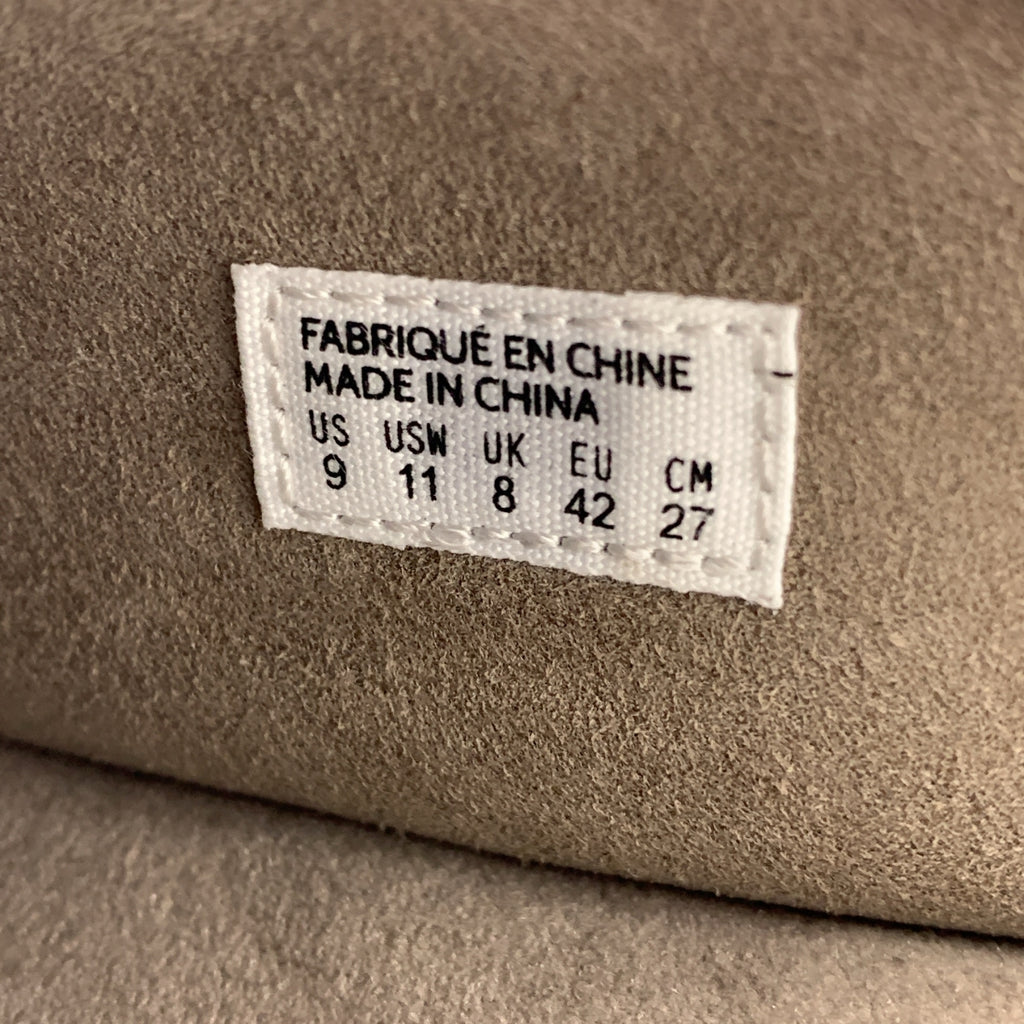 FABRIQUÉ EN CHINE
MADE IN CHINA
US USW UK EU CM
9 11 8 42 27